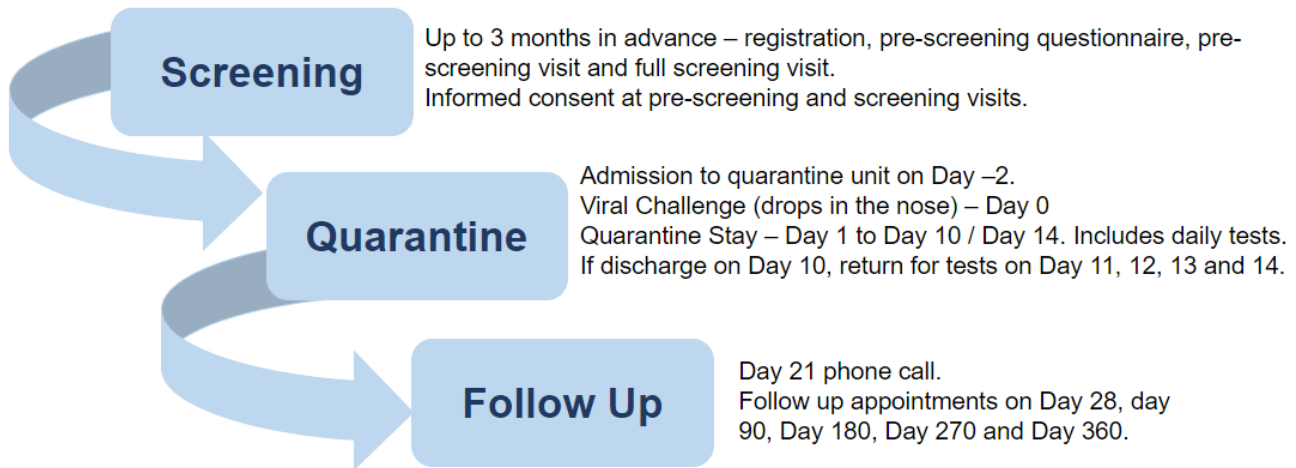 Screening
Up to 3 months in advance – registration, pre-screening questionnaire, pre-
screening visit and full screening visit.
Informed consent at pre-screening and screening visits.
Quarantine
Admission to quarantine unit on Day –2.
Viral Challenge (drops in the nose) – Day 0
Quarantine Stay – Day 1 to Day 10 / Day 14. Includes daily tests.
If discharge on Day 10, return for tests on Day 11, 12, 13 and 14.
Follow Up
Day 21 phone call.
Follow up appointments on Day 28, day
90, Day 180, Day 270 and Day 360.